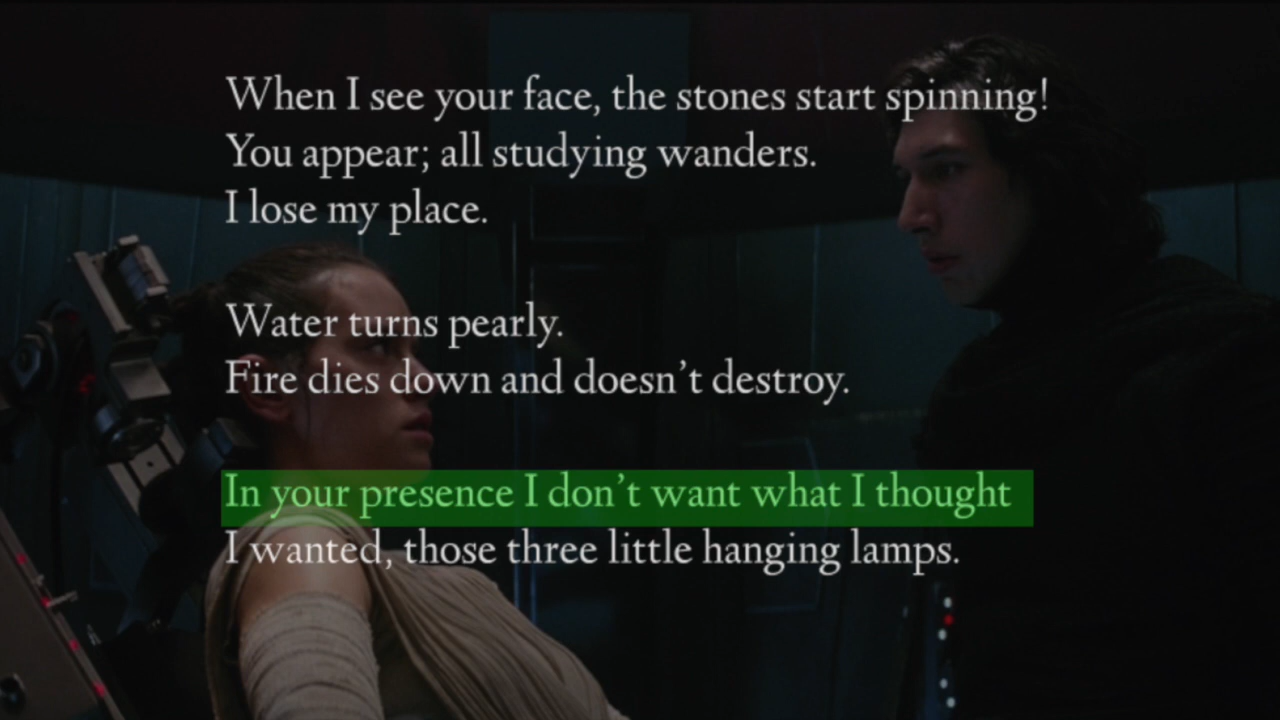 When I see your face, the stones start spinning!
You appear; all studying wanders.
I lose my place.
Water turns pearly.
Fire dies down and doesn’t destroy.
In your presence I don’t want what I thought
I wanted, those three little hanging lamps.